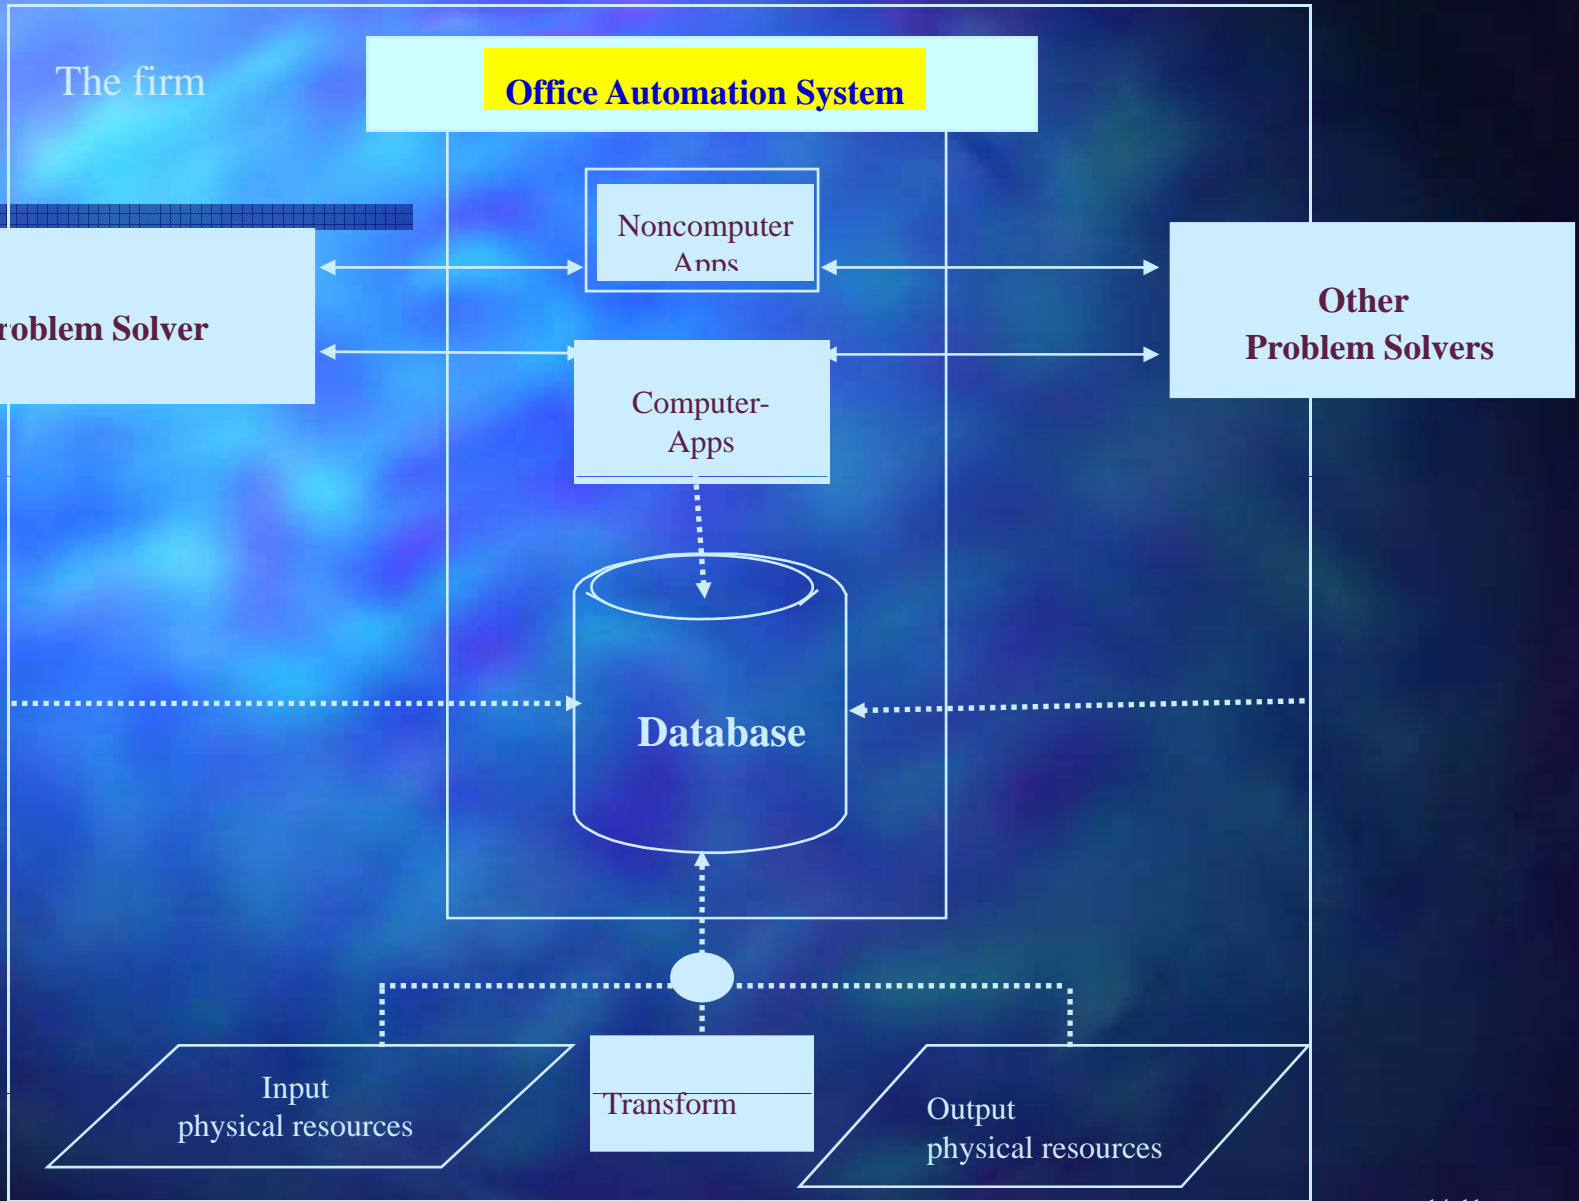 The firm
Office Automation System
Noncomputer
Apps
roblem Solver
Other
Problem Solvers
Computer-
Apps
Database
Input
physical resources
Transform
Output
physical resources